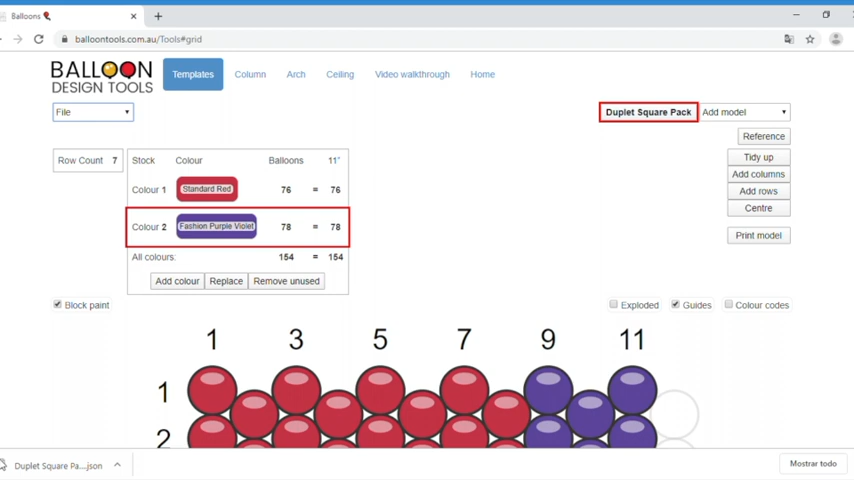 Balloons
balloontools.com.au/Tools#grid
BALLOON
DESIGN TOOLS
Templates
Column
Arch
Ceiling
Video walkthrough
Home
File
Duplet Square Pack
Add model
Reference
Row Count 7
Stock Colour Balloons 11"
Colour 1 Standard Red 76 = 76
Colour 2 Fashion Purple Violet 78 = 78
All colours: 154 = 154
Add colour
Replace
Remove unused
Tidy up
Add columns
Add rows
Centre
Print model
Block paint
Exploded
Guides
Colour codes
1 3 5 7 9 11
1
2
Duplet Square Pa....json
Mostrar todo